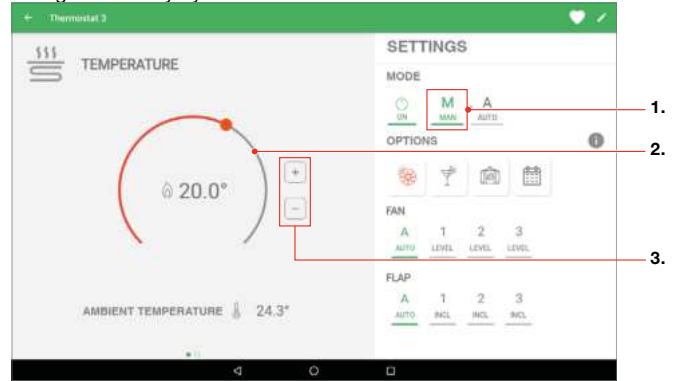 Thermostat 3
SETTINGS
TEMPERATURE
MODE
M A
ON MAN AUTO
1.
OPTIONS
2.
20.0°
+
−
FAN
A 1 2 3
AUTO LEVEL LEVEL LEVEL
3.
FLAP
A 1 2 3
AUTO INCL. INCL. INCL.
AMBIENT TEMPERATURE 24.3°